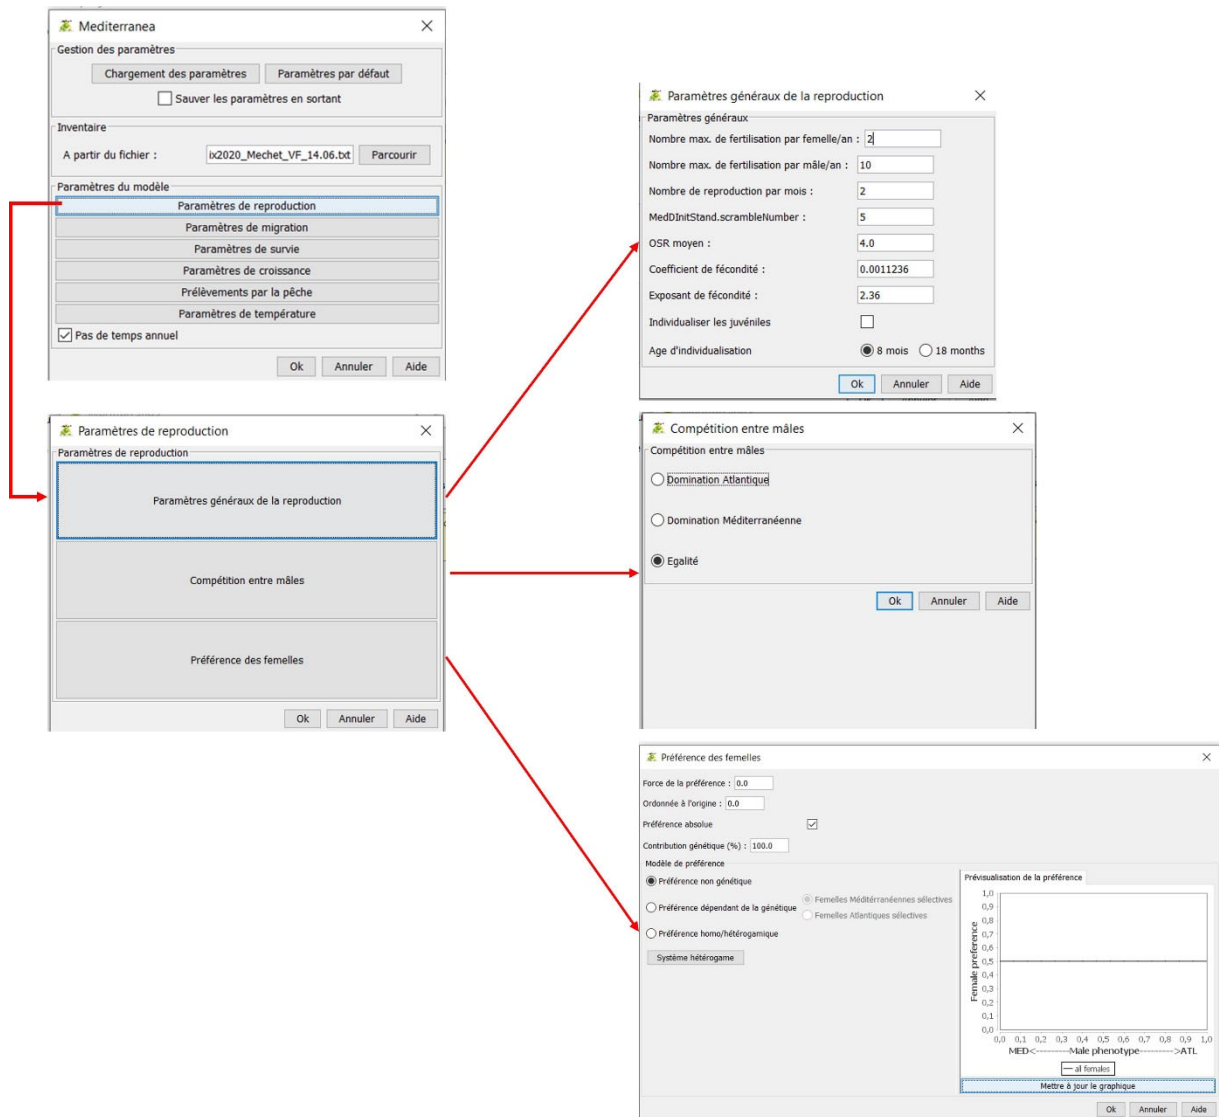 Mediterranea
Gestion des paramètres
Chargement des paramètres Paramètres par défaut
Sauver les paramètres en sortant
Inventaire
A partir du fichier : ix2020_Mechet_VF_14.06.txt Parcourir
Paramètres du modèle
Paramètres de reproduction
Paramètres de migration
Paramètres de survie
Paramètres de croissance
Prélèvements par la pêche
Paramètres de température
Pas de temps annuel
Ok Annuler Aide
Paramètres de reproduction
Paramètres de reproduction
Paramètres généraux de la reproduction
Compétition entre mâles
Préférence des femelles
Ok Annuler Aide
Paramètres généraux de la reproduction
Paramètres généraux
Nombre max. de fertilisation par femelle/an : 2
Nombre max. de fertilisation par mâle/an : 10
Nombre de reproduction par mois : 2
MedDInitStand.scrambleNumber : 5
OSR moyen : 4.0
Coefficient de fécondité : 0.0011236
Exposant de fécondité : 2.36
Individualiser les juvéniles
Age d'individualisation 8 mois 18 months
Ok Annuler Aide
Compétition entre mâles
Compétition entre mâles
Domination Atlantique
Domination Méditerranéenne
Egalité
Ok Annuler Aide
Préférence des femelles
Force de la préférence : 0.0
Ordonnée à l'origine : 0.0
Préférence absolue
Contribution génétique (%) : 100.0
Modèle de préférence
Préférence non génétique
Préférence dépendant de la génétique
Femelles Méditérranéennes sélectives
Femelles Atlantiques sélectives
Préférence homo/hétérogamique
Système hétérogame
Prévisualisation de la préférence
Female preference
1,0
0,9
0,8
0,7
0,6
0,5
0,4
0,3
0,2
0,1
0,0
0,0 0,1 0,2 0,3 0,4 0,5 0,6 0,7 0,8 0,9 1,0
MED<---------Male phenotype--------->ATL
all females
Mettre à jour le graphique
Ok Annuler Aide